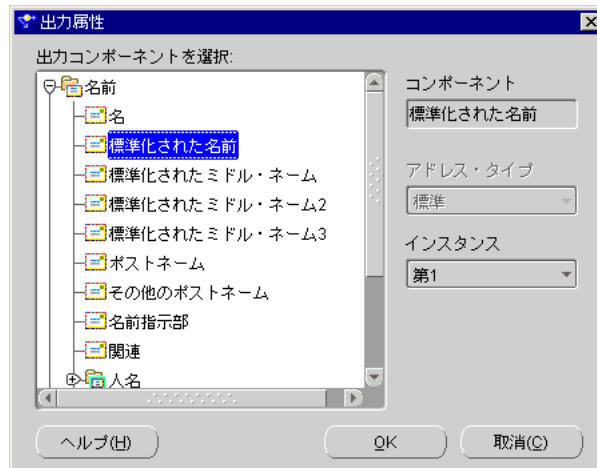 出力属性
出力コンポーネントを選択:
名前
名
標準化された名前
標準化されたミドル・ネーム
標準化されたミドル・ネーム2
標準化されたミドル・ネーム3
ポストネーム
その他のポストネーム
名前指示部
関連
人名
コンポーネント
標準化された名前
アドレス・タイプ
標準
インスタンス
第1
ヘルプ(H)
OK
取消(C)